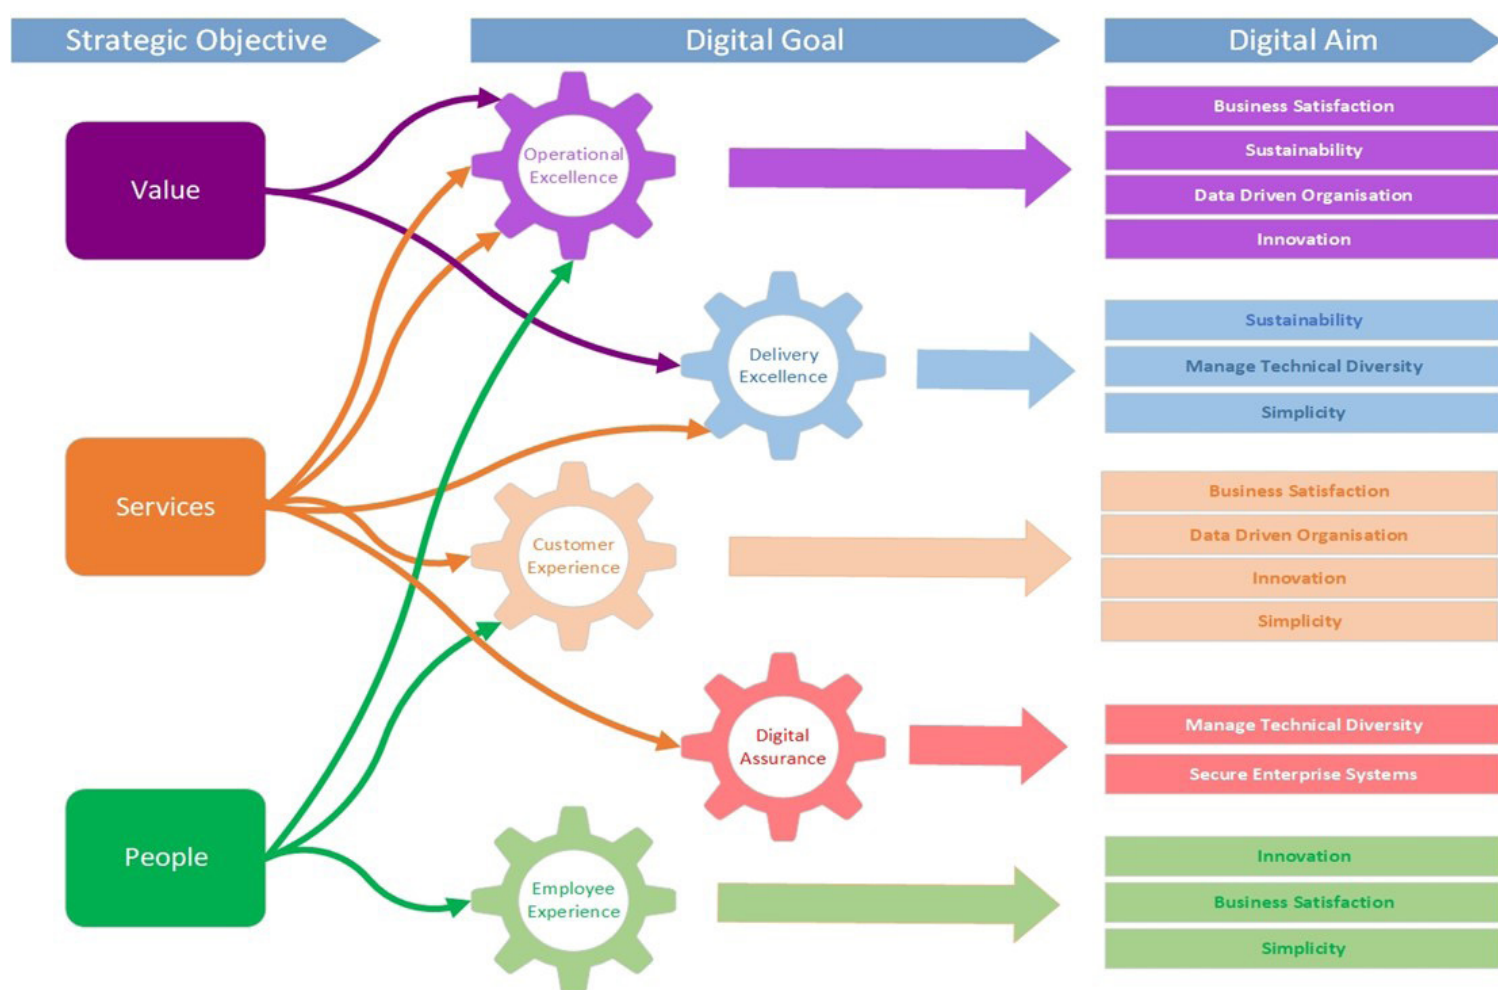 Strategic Objective
Digital Goal
Digital Aim
Value
Services
People
Operational
Excellence
Delivery
Excellence
Customer
Experience
Digital
Assurance
Employee
Experience
Business Satisfaction
Sustainability
Data Driven Organisation
Innovation
Sustainability
Manage Technical Diversity
Simplicity
Business Satisfaction
Data Driven Organisation
Innovation
Simplicity
Manage Technical Diversity
Secure Enterprise Systems
Innovation
Business Satisfaction
Simplicity